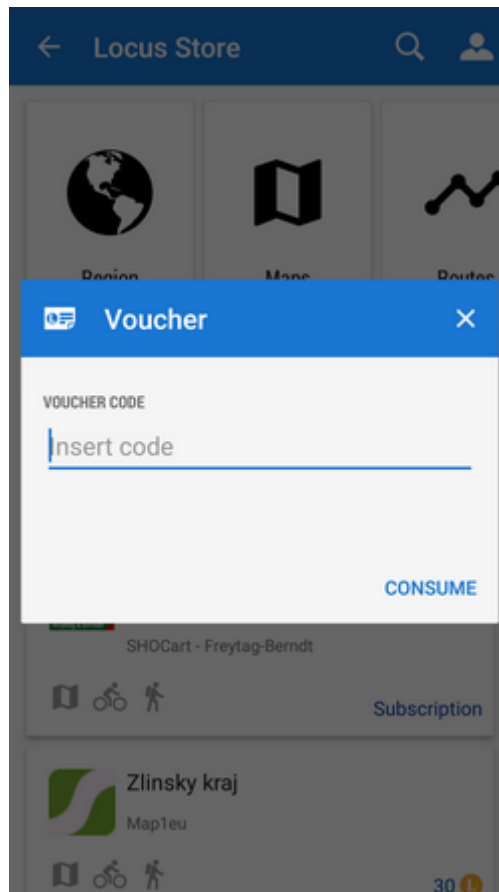 Locus Store
Region
Maps
Routes
Voucher
VOUCHER CODE
Insert code
CONSUME
SHOCart - Freytag-Berndt
Subscription
Zlinsky kraj
Map1eu
30